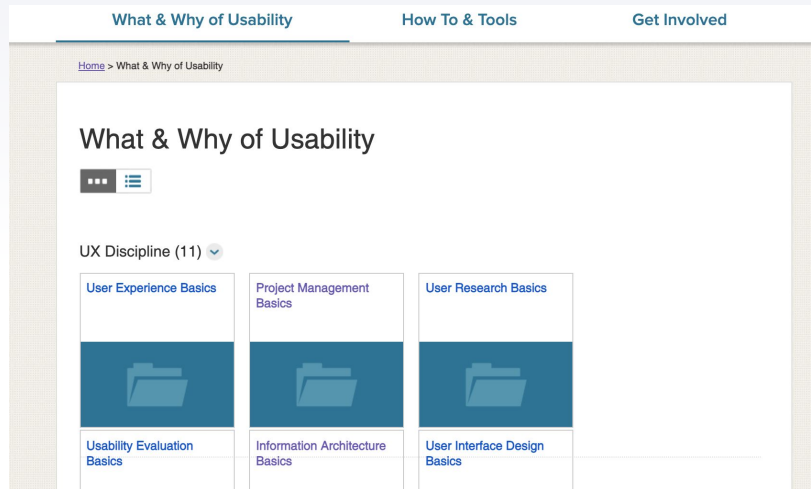 What & Why of Usability How To & Tools Get Involved
Home > What & Why of Usability
What & Why of Usability
UX Discipline (11)
User Experience Basics
Project Management
Basics
User Research Basics
Usability Evaluation
Basics
Information Architecture
Basics
User Interface Design
Basics